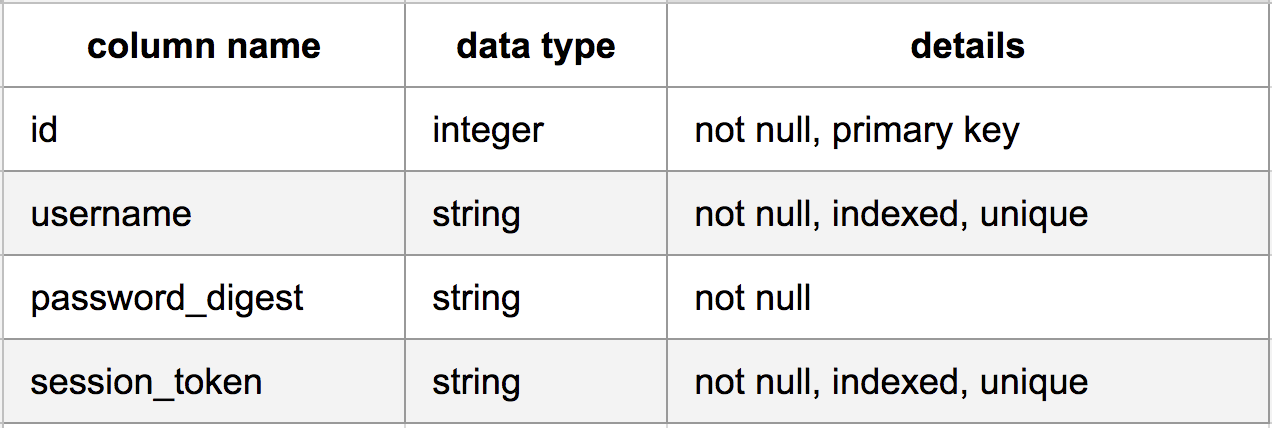 column name data type details
id integer not null, primary key
username string not null, indexed, unique
password_digest string not null
session_token string not null, indexed, unique